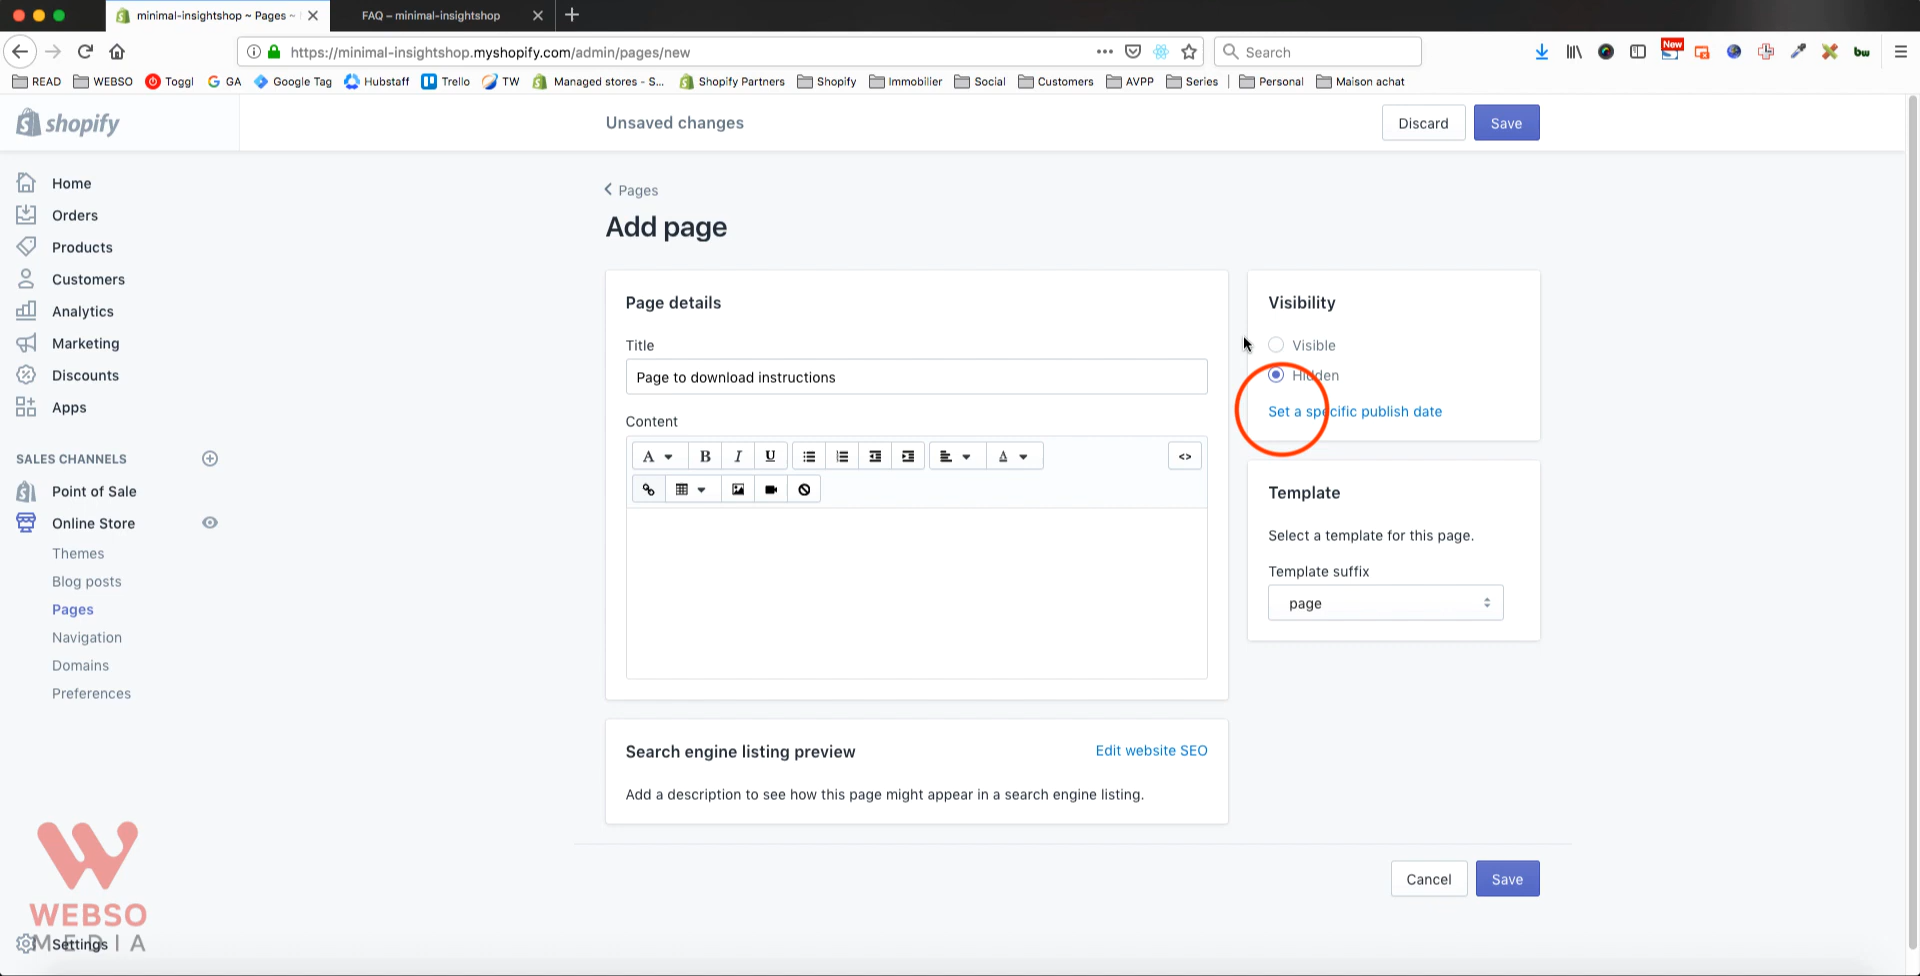 minimal-insightshop ~ Pages ~
FAQ – minimal-insightshop
https://minimal-insightshop.myshopify.com/admin/pages/new
Search
New
bw
READ WEBSO Toggl GA Google Tag Hubstaff Trello TW Managed stores - S... Shopify Partners Shopify Immobilier Social Customers AVPP Series Personal Maison achat
shopify
Unsaved changes
Discard
Save
Home
Orders
Products
Customers
Analytics
Marketing
Discounts
Apps
SALES CHANNELS
Point of Sale
Online Store
Themes
Blog posts
Pages
Navigation
Domains
Preferences
Settings
WEBSO
MEDIA
Pages
Add page
Page details
Title
Page to download instructions
Content
A B I U A <>
Search engine listing preview
Edit website SEO
Add a description to see how this page might appear in a search engine listing.
Visibility
Visible
Hidden
Set a specific publish date
Template
Select a template for this page.
Template suffix
page
Cancel
Save